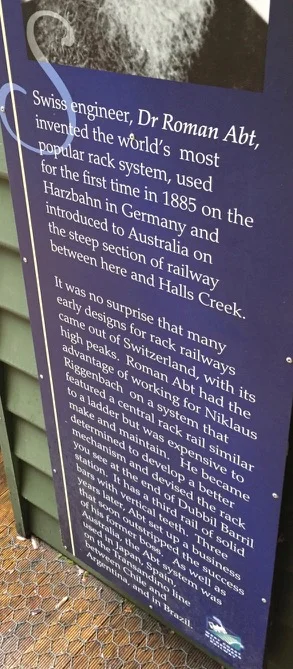 S
Swiss engineer, Dr Roman Abt,
invented the world's most
popular rack system, used
for the first time in 1885 on the
Harzbahn in Germany and
introduced to Australia on
the steep section of railway
between here and Halls Creek.
It was no surprise that many
early designs for rack railways
came out of Switzerland, with its
high peaks. Roman Abt had the
advantage of working for Niklaus
Riggenbach on a system that
featured a central rack rail similar
to a ladder but was expensive to
make and maintain. He became
determined to develop a better
mechanism and devised the rack
you see at the end of Dubbil Barril
station. It has a third rail of solid
bars with vertical teeth. Three
years later, Abt set up a business
that soon outstripped the success
of his former boss. As well as
Australia, the Abt system was
used in Japan, Spain,
on the Transandine line
between Chile and
Argentina, and in Brazil.